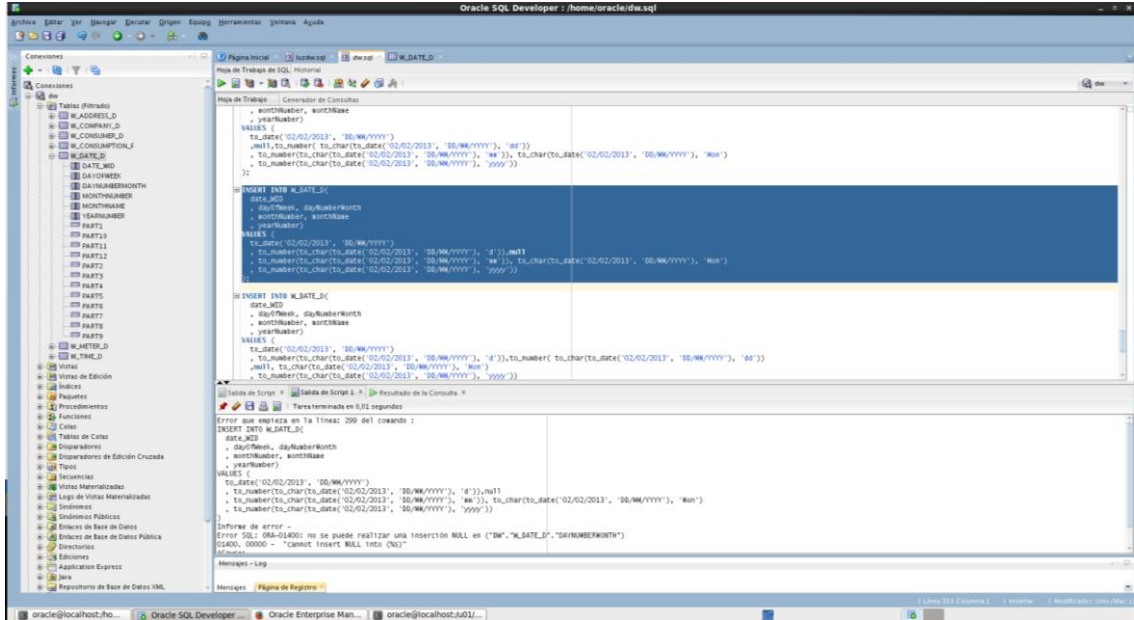 Oracle SQL Developer : /home/oracle/dw.sql
Archivo Editar Ver Navegar Ejecutar Origen Equipo Herramientas Ventana Ayuda
Conexiones
Informes
Conexiones
dw
Tablas (Filtrado)
W_ADDRESS_D
W_COMPANY_D
W_CONSUMER_D
W_CONSUMPTION_F
W_DATE_D
DATE_WID
DAYOFWEEK
DAYNUMBERMONTH
MONTHNUMBER
MONTHNAME
YEARNUMBER
PART1
PART10
PART11
PART12
PART2
PART3
PART4
PART5
PART6
PART7
PART8
PART9
W_METER_D
W_TIME_D
Vistas
Vistas de Edición
Índices
Paquetes
Procedimientos
Funciones
Colas
Tablas de Colas
Disparadores
Disparadores de Edición Cruzada
Tipos
Secuencias
Vistas Materializadas
Logs de Vistas Materializadas
Sinónimos
Sinónimos Públicos
Enlaces de Base de Datos
Enlaces de Base de Datos Pública
Directorios
Ediciones
Application Express
Java
Repositorio de Base de Datos XML
Página Inicial luzdw.sql dw.sql W_DATE_D
Hoja de Trabajo de SQL Historial
dw
Hoja de Trabajo Generador de Consultas
, monthNumber, monthName
, yearNumber)
VALUES (
to_date('02/02/2013', 'DD/MM/YYYY')
,null,to_number( to_char(to_date('02/02/2013', 'DD/MM/YYYY'), 'dd'))
, to_number(to_char(to_date('02/02/2013', 'DD/MM/YYYY'), 'mm')), to_char(to_date('02/02/2013', 'DD/MM/YYYY'), 'Mon')
, to_number(to_char(to_date('02/02/2013', 'DD/MM/YYYY'), 'yyyy'))
);
INSERT INTO W_DATE_D(
date_WID
, dayOfWeek, dayNumberMonth
, monthNumber, monthName
, yearNumber)
VALUES (
to_date('02/02/2013', 'DD/MM/YYYY')
, to_number(to_char(to_date('02/02/2013', 'DD/MM/YYYY'), 'd')),null
, to_number(to_char(to_date('02/02/2013', 'DD/MM/YYYY'), 'mm')), to_char(to_date('02/02/2013', 'DD/MM/YYYY'), 'Mon')
, to_number(to_char(to_date('02/02/2013', 'DD/MM/YYYY'), 'yyyy'))
);
INSERT INTO W_DATE_D(
date_WID
, dayOfWeek, dayNumberMonth
, monthNumber, monthName
, yearNumber)
VALUES (
to_date('02/02/2013', 'DD/MM/YYYY')
, to_number(to_char(to_date('02/02/2013', 'DD/MM/YYYY'), 'd')),to_number( to_char(to_date('02/02/2013', 'DD/MM/YYYY'), 'dd'))
,null, to_char(to_date('02/02/2013', 'DD/MM/YYYY'), 'Mon')
, to_number(to_char(to_date('02/02/2013', 'DD/MM/YYYY'), 'yyyy'))
Salida de Script Salida de Script 1 Resultado de la Consulta
Tarea terminada en 0,01 segundos
Error que empieza en la línea: 299 del comando :
INSERT INTO W_DATE_D(
date_WID
, dayOfWeek, dayNumberMonth
, monthNumber, monthName
, yearNumber)
VALUES (
to_date('02/02/2013', 'DD/MM/YYYY')
, to_number(to_char(to_date('02/02/2013', 'DD/MM/YYYY'), 'd')),null
, to_number(to_char(to_date('02/02/2013', 'DD/MM/YYYY'), 'mm')), to_char(to_date('02/02/2013', 'DD/MM/YYYY'), 'Mon')
, to_number(to_char(to_date('02/02/2013', 'DD/MM/YYYY'), 'yyyy'))
)
Informe de error -
Error SQL: ORA-01400: no se puede realizar una inserción NULL en ("DW"."W_DATE_D"."DAYNUMBERMONTH")
01400. 00000 - "cannot insert NULL into (%s)"
*Cause:
Mensajes - Log
Mensajes Página de Registro
Columna 1 Insertar Modificado
oracle@localhost:/ho... Oracle SQL Developer ... Oracle Enterprise Man... oracle@localhost:/u01/...